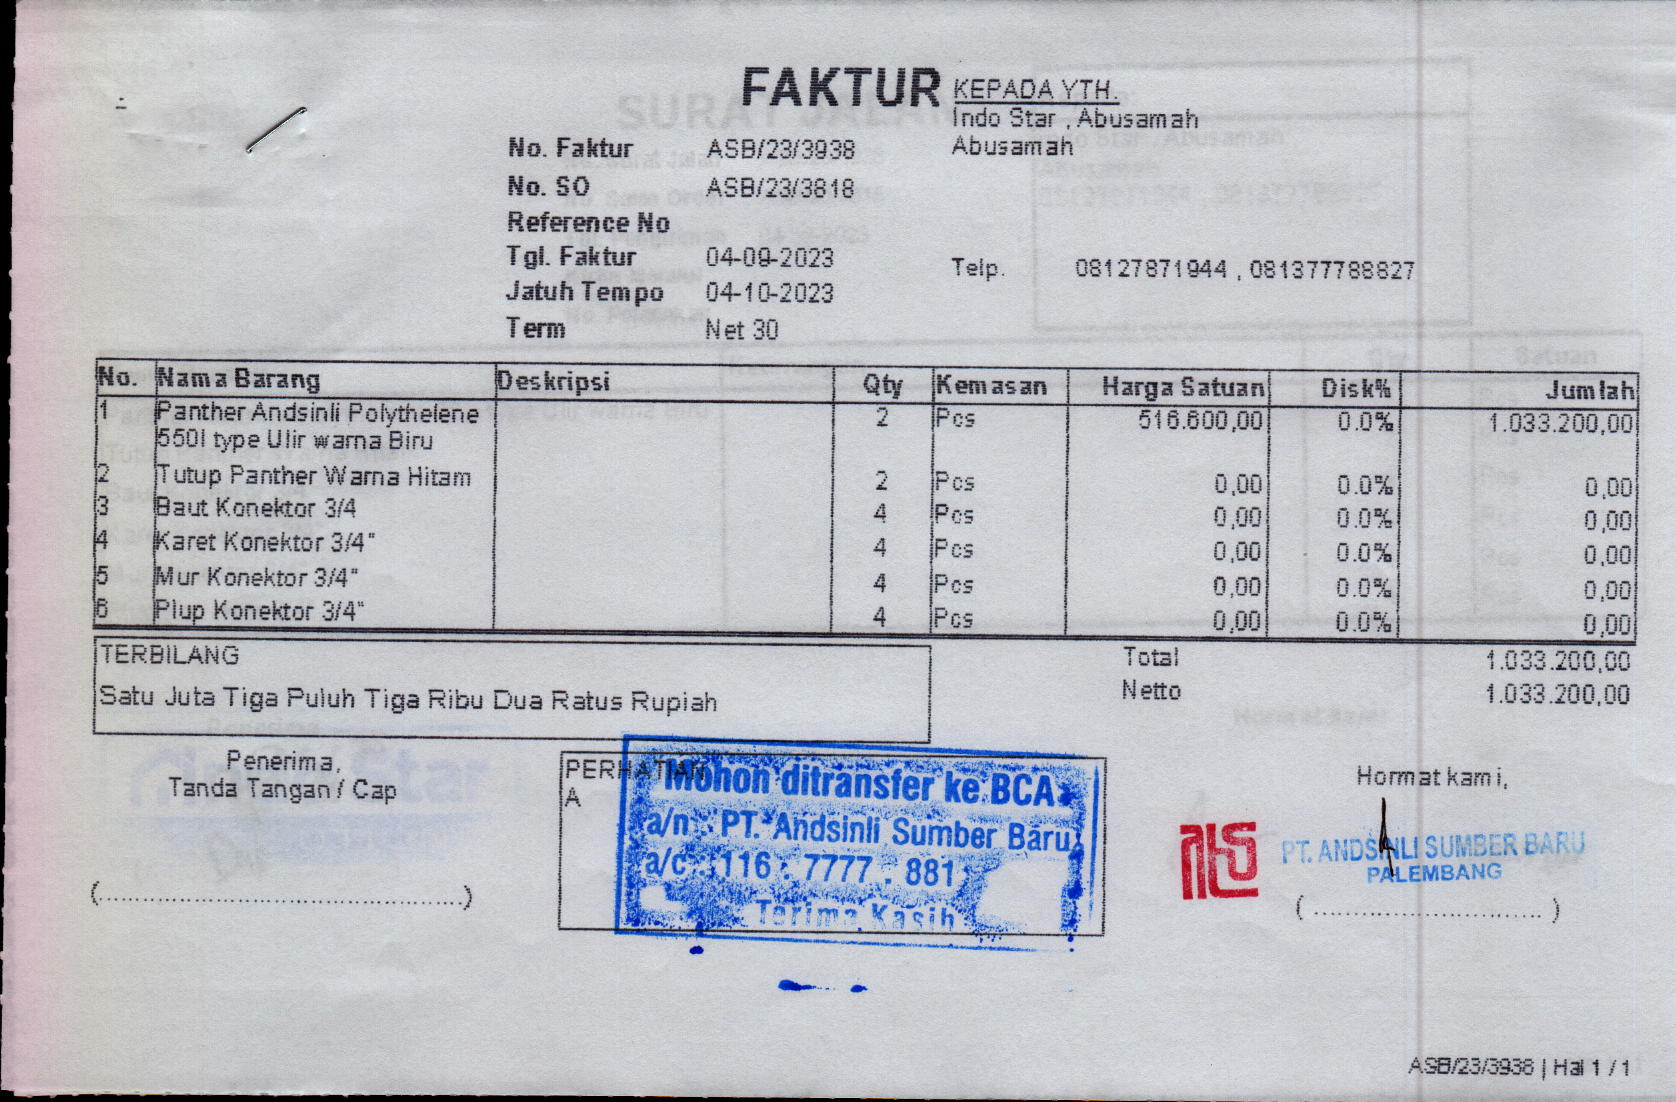 FAKTUR
KEPADA YTH.
Indo Star , Abusamah
Abusamah
No. Faktur ASB/23/3938
No. SO ASB/23/3818
Reference No
Tgl. Faktur 04-09-2023
Jatuh Tempo 04-10-2023
Term Net 30
Telp. 08127871944 , 081377788827
No. Nama Barang Deskripsi Qty Kemasan Harga Satuan Disk% Jumlah
1 Panther Andsinli Polythelene 2 Pcs 516.600,00 0.0% 1.033.200,00
550l type Ulir warna Biru
2 Tutup Panther Warna Hitam 2 Pcs 0,00 0.0% 0,00
3 Baut Konektor 3/4 4 Pcs 0,00 0.0% 0,00
4 Karet Konektor 3/4" 4 Pcs 0,00 0.0% 0,00
5 Mur Konektor 3/4" 4 Pcs 0,00 0.0% 0,00
6 Plup Konektor 3/4" 4 Pcs 0,00 0.0% 0,00
TERBILANG
Satu Juta Tiga Puluh Tiga Ribu Dua Ratus Rupiah
Total 1.033.200,00
Netto 1.033.200,00
Penerima,
Tanda Tangan / Cap
(..............................................)
PERHATIAN
A
Mohon ditransfer ke BCA
a/n : PT. Andsinli Sumber Baru
a/c : 116 . 7777 . 881
Terima Kasih
Hormat kami,
PT. ANDSINLI SUMBER BARU
PALEMBANG
( ............................ )
ASB/23/3938 | Hal 1 / 1